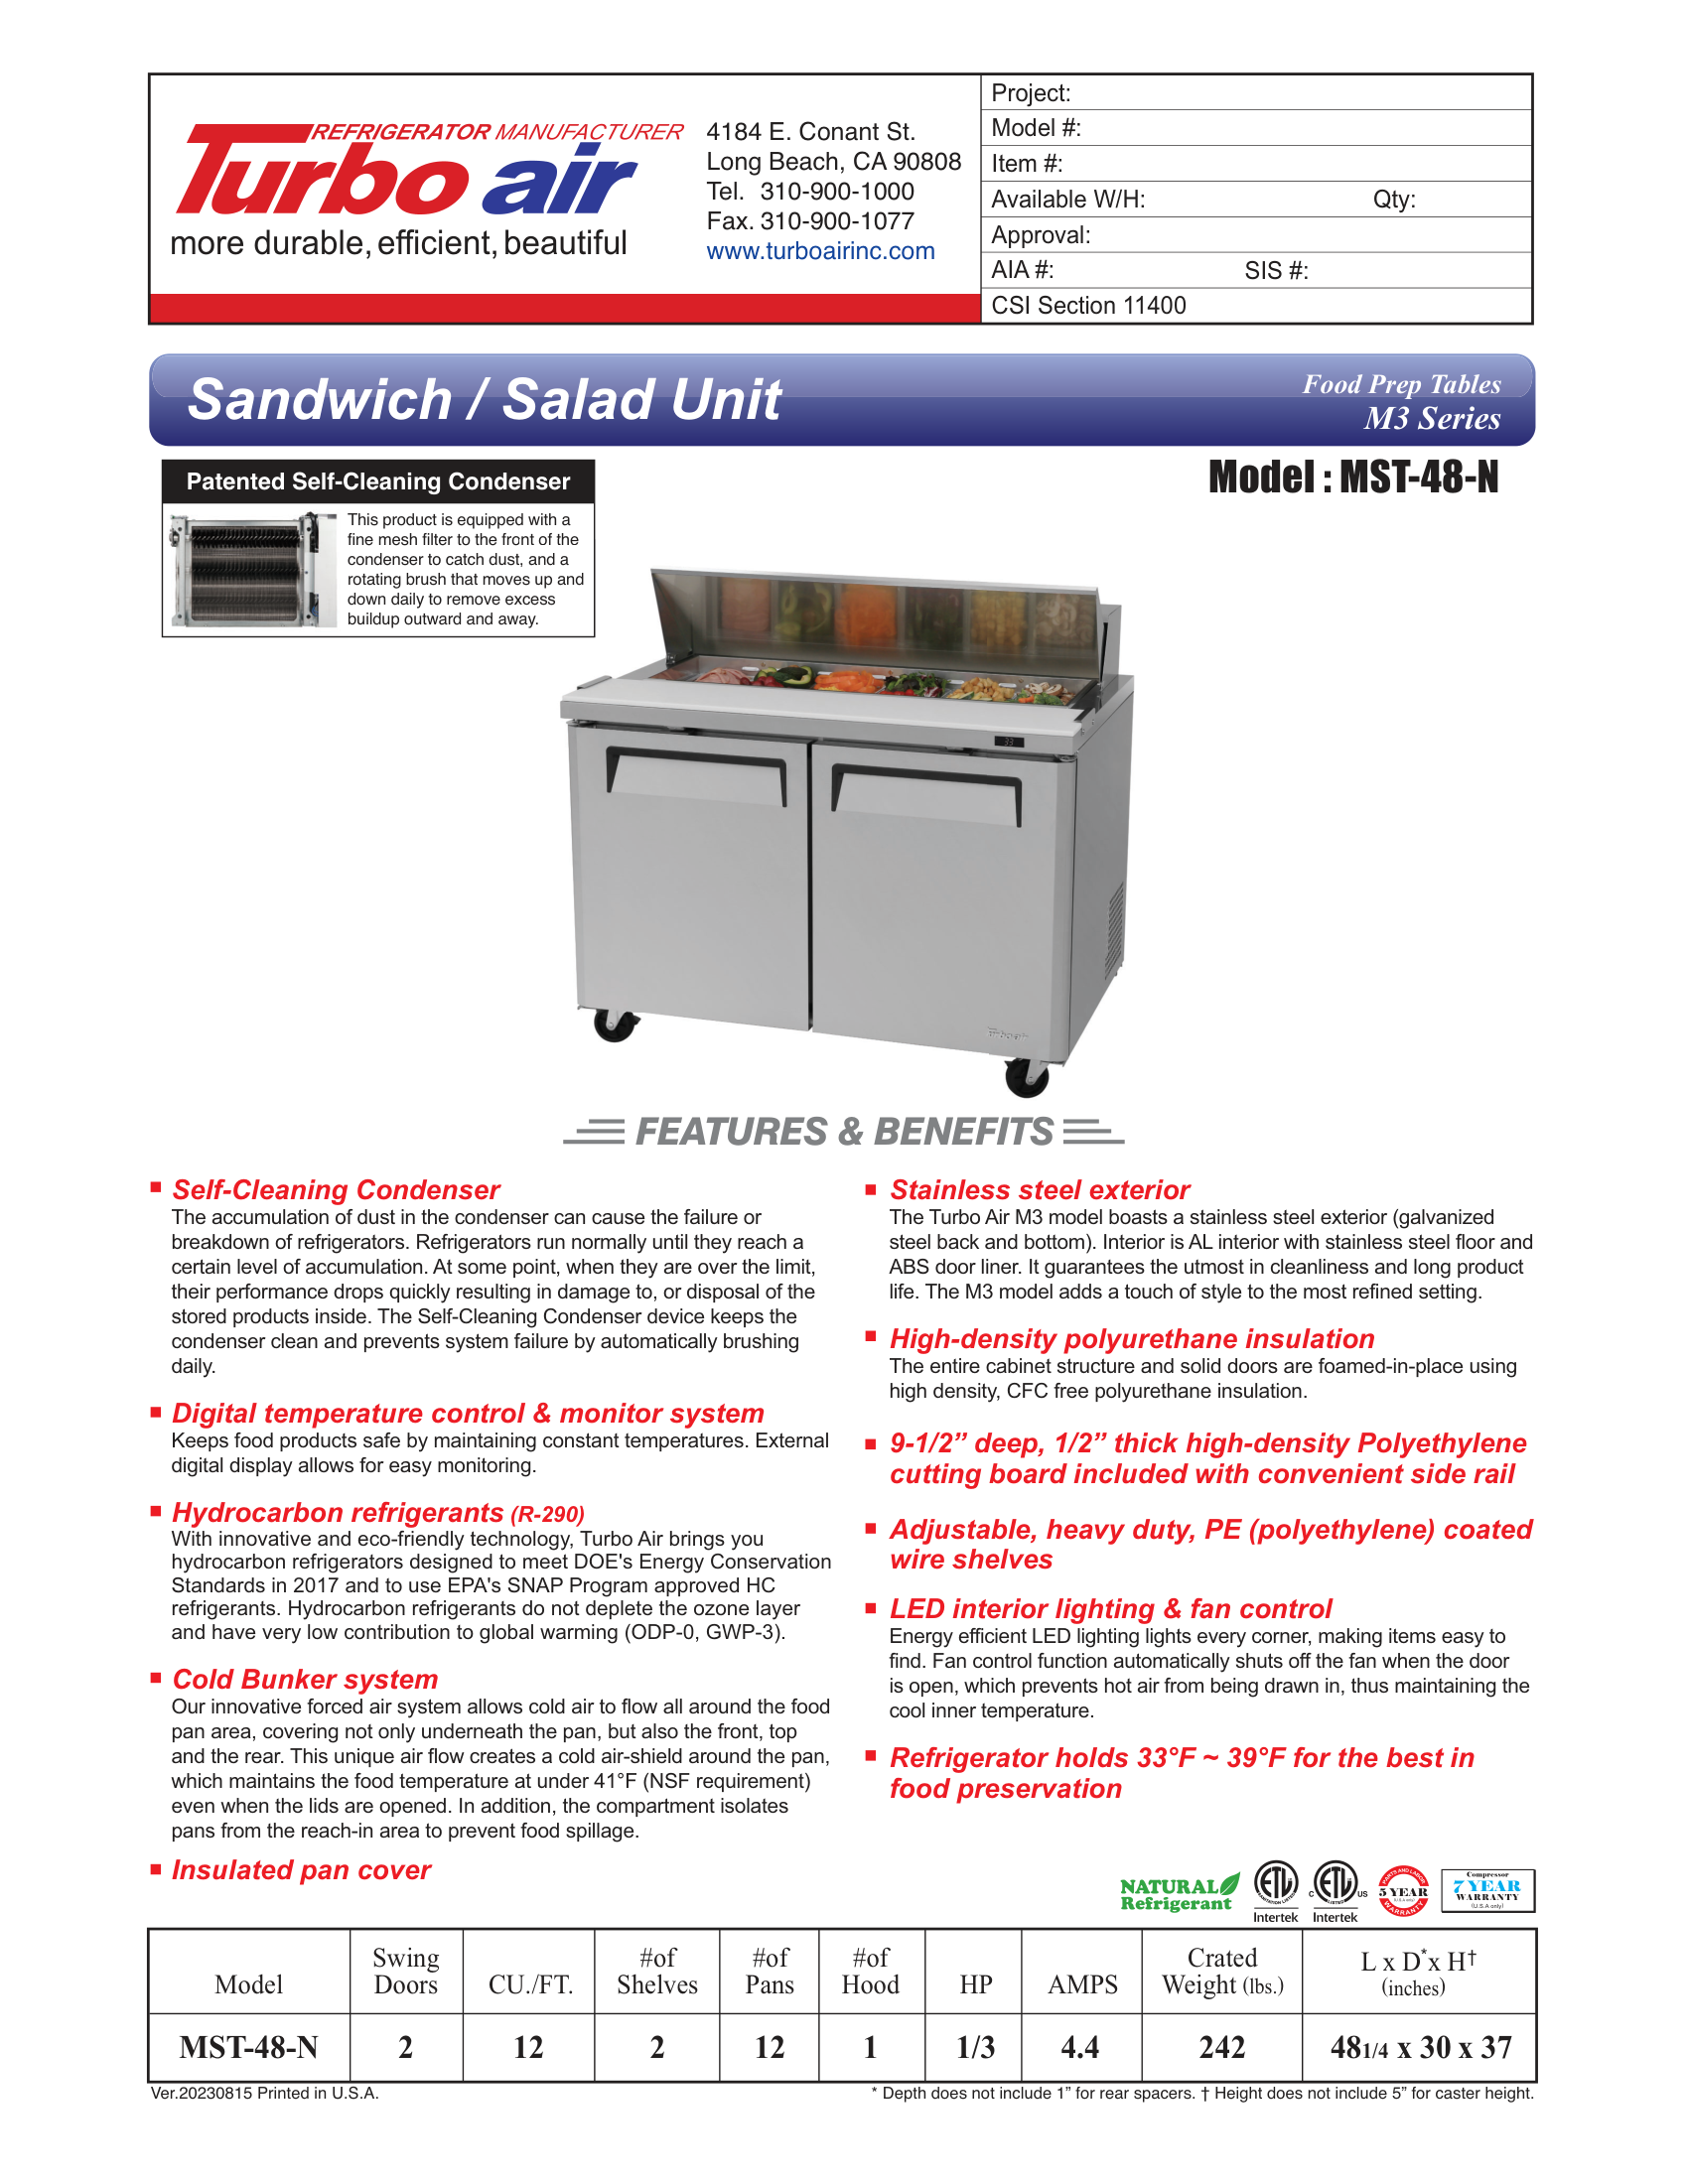 REFRIGERATOR MANUFACTURER
Turbo air
more durable, efficient, beautiful
4184 E. Conant St.
Long Beach, CA 90808
Tel. 310-900-1000
Fax. 310-900-1077
www.turboairinc.com
Project:
Model #:
Item #:
Available W/H: Qty:
Approval:
AIA #: SIS #:
CSI Section 11400
Sandwich / Salad Unit
Food Prep Tables
M3 Series
Model : MST-48-N
Patented Self-Cleaning Condenser
This product is equipped with a
fine mesh filter to the front of the
condenser to catch dust, and a
rotating brush that moves up and
down daily to remove excess
buildup outward and away.
33
Turbo air
FEATURES & BENEFITS
Self-Cleaning Condenser
The accumulation of dust in the condenser can cause the failure or
breakdown of refrigerators. Refrigerators run normally until they reach a
certain level of accumulation. At some point, when they are over the limit,
their performance drops quickly resulting in damage to, or disposal of the
stored products inside. The Self-Cleaning Condenser device keeps the
condenser clean and prevents system failure by automatically brushing
daily.
Digital temperature control & monitor system
Keeps food products safe by maintaining constant temperatures. External
digital display allows for easy monitoring.
Hydrocarbon refrigerants (R-290)
With innovative and eco-friendly technology, Turbo Air brings you
hydrocarbon refrigerators designed to meet DOE's Energy Conservation
Standards in 2017 and to use EPA's SNAP Program approved HC
refrigerants. Hydrocarbon refrigerants do not deplete the ozone layer
and have very low contribution to global warming (ODP-0, GWP-3).
Cold Bunker system
Our innovative forced air system allows cold air to flow all around the food
pan area, covering not only underneath the pan, but also the front, top
and the rear. This unique air flow creates a cold air-shield around the pan,
which maintains the food temperature at under 41°F (NSF requirement)
even when the lids are opened. In addition, the compartment isolates
pans from the reach-in area to prevent food spillage.
Insulated pan cover
Stainless steel exterior
The Turbo Air M3 model boasts a stainless steel exterior (galvanized
steel back and bottom). Interior is AL interior with stainless steel floor and
ABS door liner. It guarantees the utmost in cleanliness and long product
life. The M3 model adds a touch of style to the most refined setting.
High-density polyurethane insulation
The entire cabinet structure and solid doors are foamed-in-place using
high density, CFC free polyurethane insulation.
9-1/2” deep, 1/2” thick high-density Polyethylene
cutting board included with convenient side rail
Adjustable, heavy duty, PE (polyethylene) coated
wire shelves
LED interior lighting & fan control
Energy efficient LED lighting lights every corner, making items easy to
find. Fan control function automatically shuts off the fan when the door
is open, which prevents hot air from being drawn in, thus maintaining the
cool inner temperature.
Refrigerator holds 33°F ~ 39°F for the best in
food preservation
NATURAL
Refrigerant
ETL
SANITATION LISTED
Intertek
C ETL US
LISTED
Intertek
PARTS AND LABOR
5 YEAR
(U.S.A only)
WARRANTY
Compressor
7 YEAR
WARRANTY
(U.S.A only)
Model Swing Doors CU./FT. #of Shelves #of Pans #of Hood HP AMPS Crated Weight (lbs.) L x D* x H† (inches)
MST-48-N 2 12 2 12 1 1/3 4.4 242 48 1/4 x 30 x 37
Ver.20230815 Printed in U.S.A.
* Depth does not include 1” for rear spacers. † Height does not include 5” for caster height.